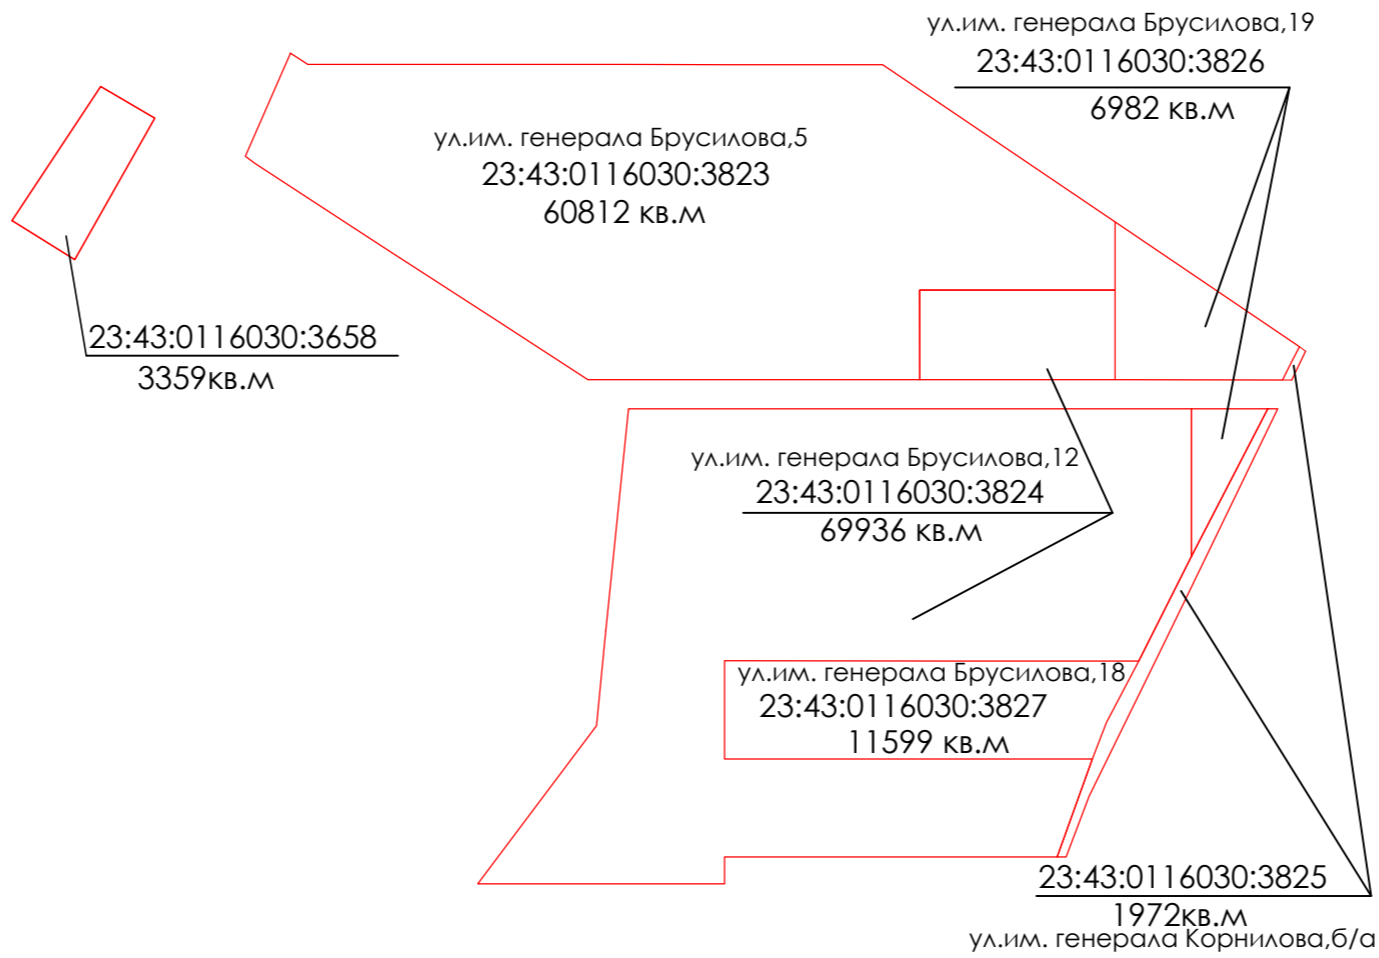 ул.им. генерала Брусилова,19
23:43:0116030:3826
6982 кв.м
ул.им. генерала Брусилова,5
23:43:0116030:3823
60812 кв.м
23:43:0116030:3658
3359кв.м
ул.им. генерала Брусилова,12
23:43:0116030:3824
69936 кв.м
ул.им. генерала Брусилова,18
23:43:0116030:3827
11599 кв.м
23:43:0116030:3825
1972кв.м
ул.им. генерала Корнилова,б/а